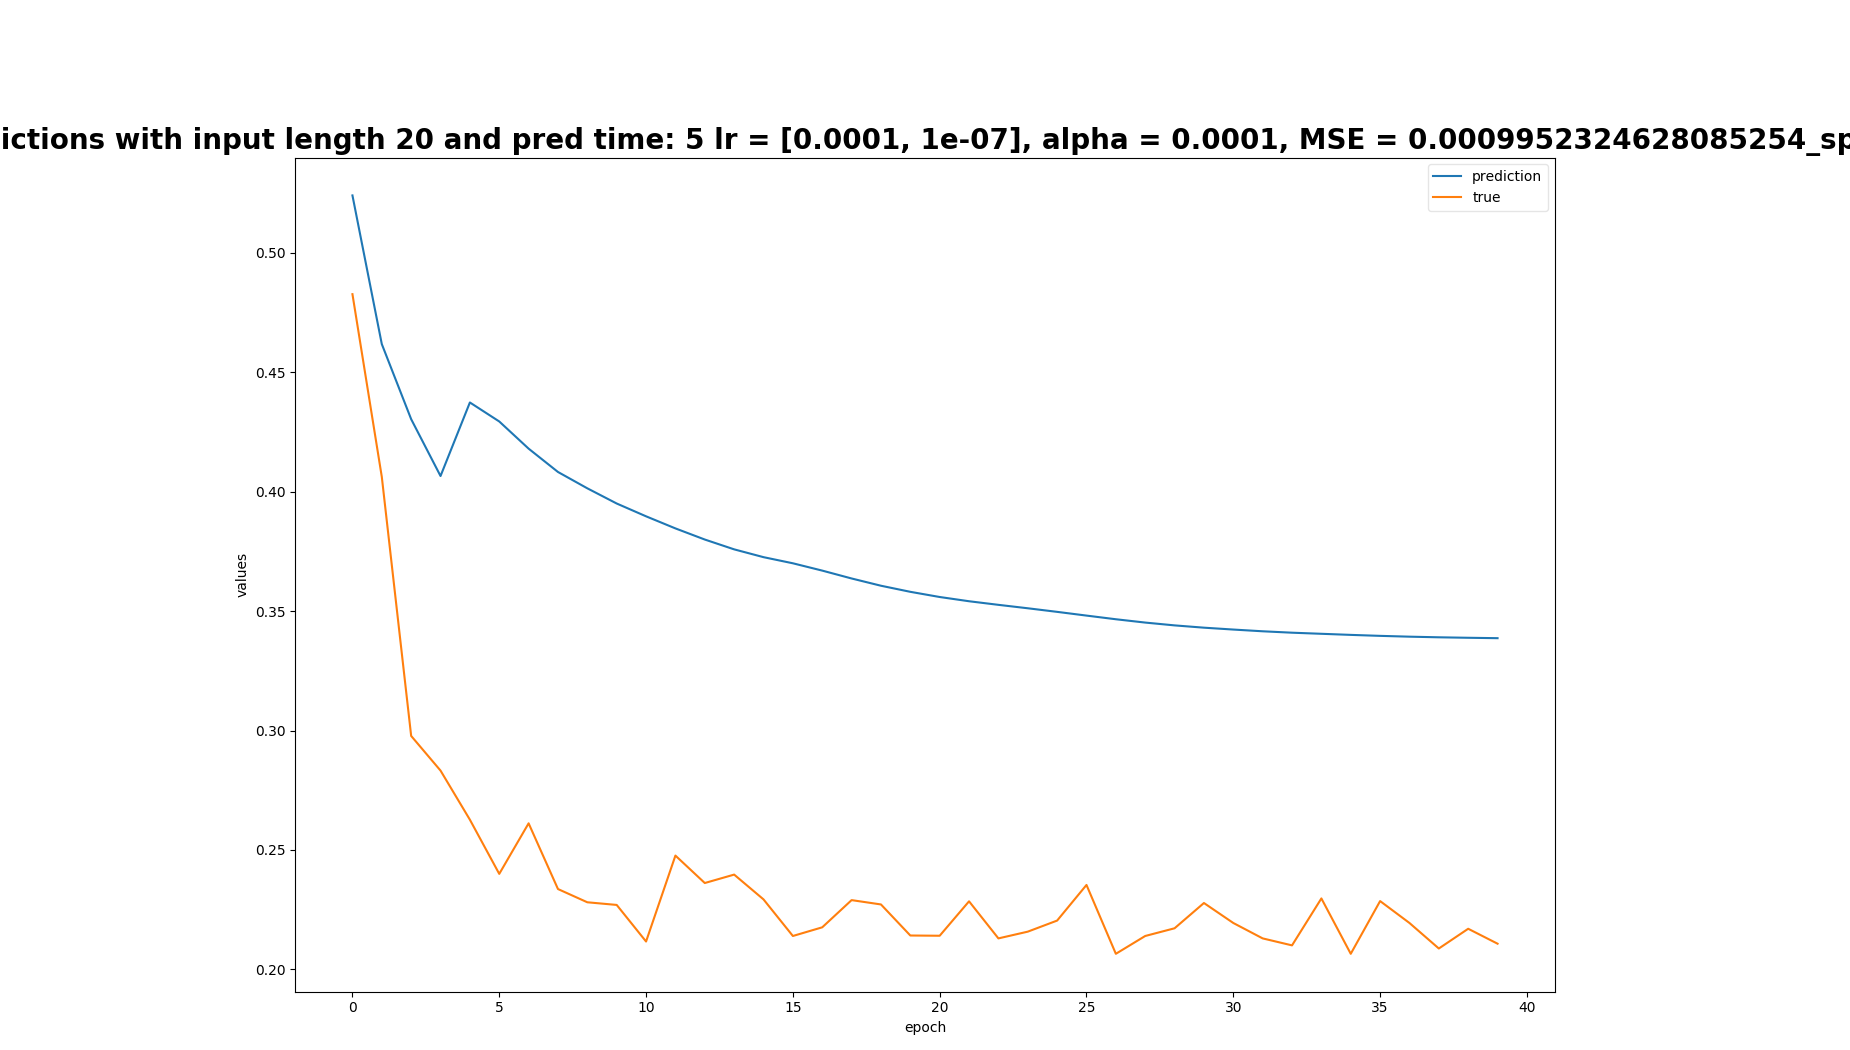 ictions with input length 20 and pred time: 5 lr = [0.0001, 1e-07], alpha = 0.0001, MSE = 0.0009952324628085254_sp
prediction
true
0.50
0.45
0.40
0.35
0.30
0.25
0.20
values
0 5 10 15 20 25 30 35 40
epoch